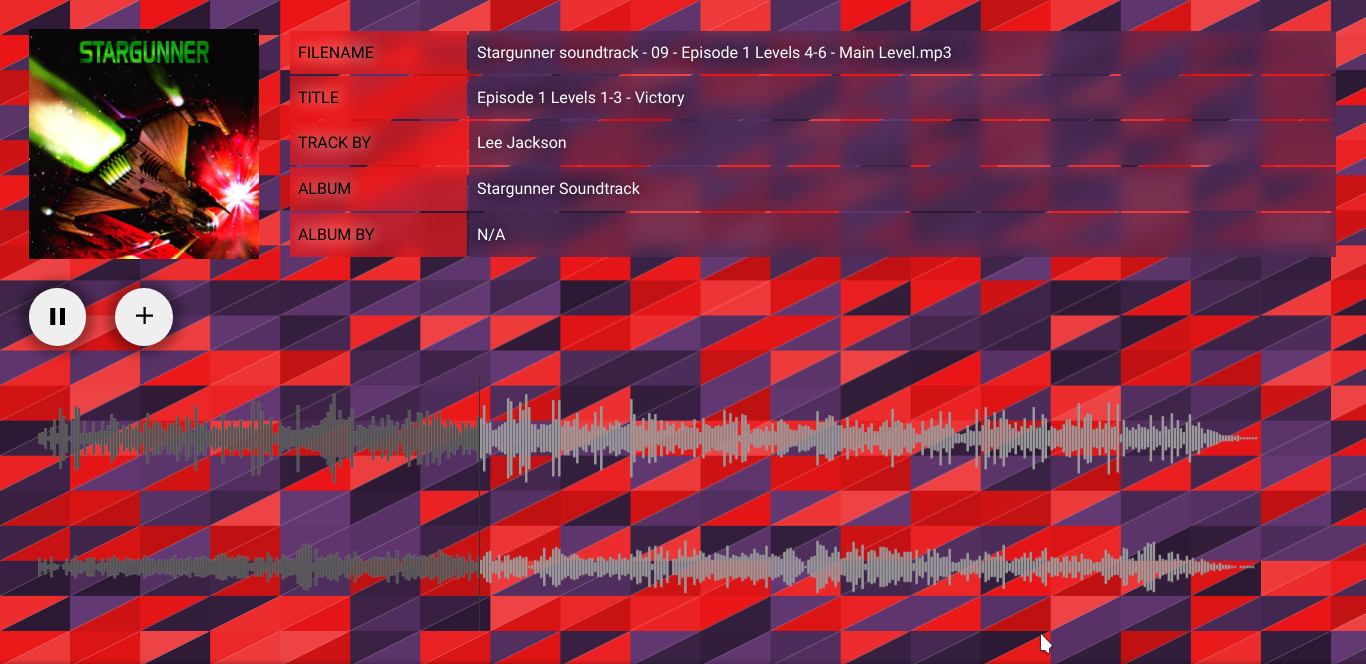 STARGUNNER
FILENAME Stargunner soundtrack - 09 - Episode 1 Levels 4-6 - Main Level.mp3
TITLE Episode 1 Levels 1-3 - Victory
TRACK BY Lee Jackson
ALBUM Stargunner Soundtrack
ALBUM BY N/A